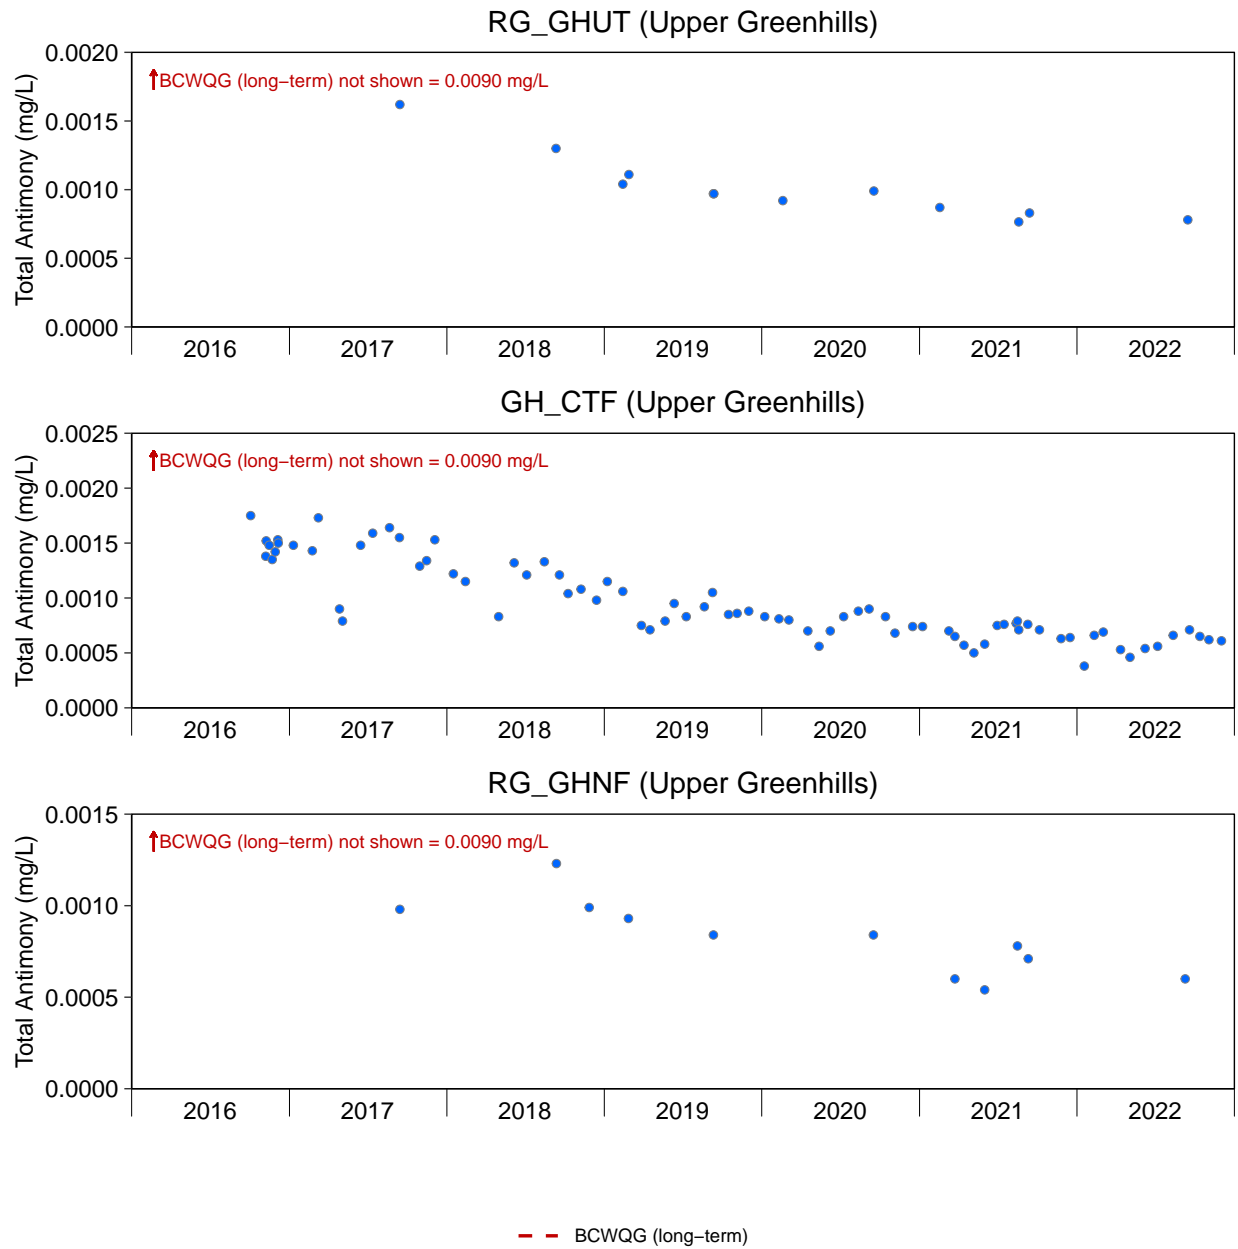 RG_GHUT (Upper Greenhills)
Total Antimony (mg/L)
0.0020
0.0015
0.0010
0.0005
0.0000
BCWQG (long−term) not shown = 0.0090 mg/L
2016 2017 2018 2019 2020 2021 2022
GH_CTF (Upper Greenhills)
Total Antimony (mg/L)
0.0025
0.0020
0.0015
0.0010
0.0005
0.0000
BCWQG (long−term) not shown = 0.0090 mg/L
2016 2017 2018 2019 2020 2021 2022
RG_GHNF (Upper Greenhills)
Total Antimony (mg/L)
0.0015
0.0010
0.0005
0.0000
BCWQG (long−term) not shown = 0.0090 mg/L
2016 2017 2018 2019 2020 2021 2022
BCWQG (long−term)